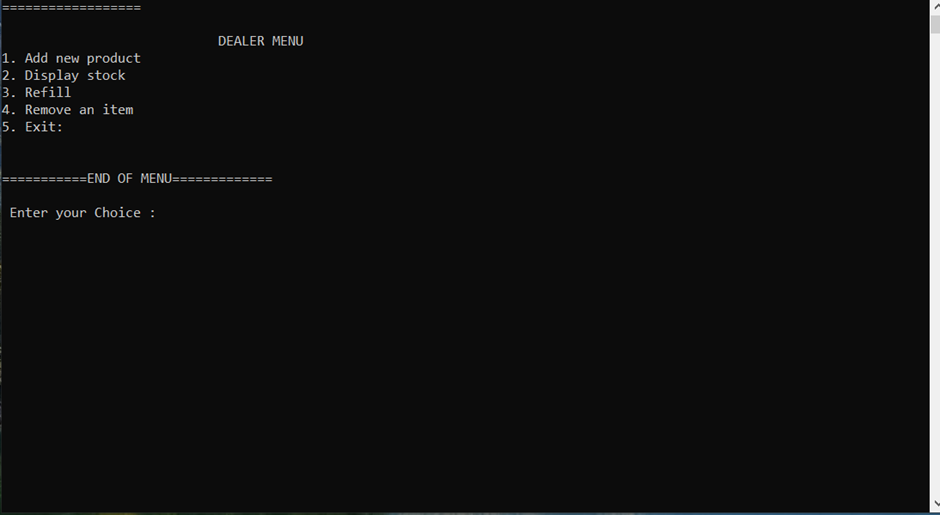 ==================
DEALER MENU
1. Add new product
2. Display stock
3. Refill
4. Remove an item
5. Exit:
===========END OF MENU=============
Enter your Choice :